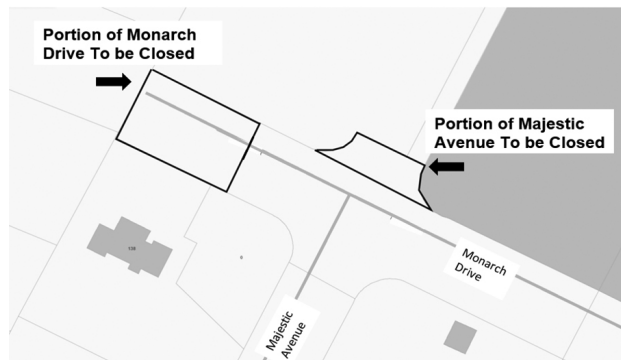 Portion of Monarch
Drive To be Closed
Portion of Majestic
Avenue To be Closed
Monarch
Drive
Majestic
Avenue